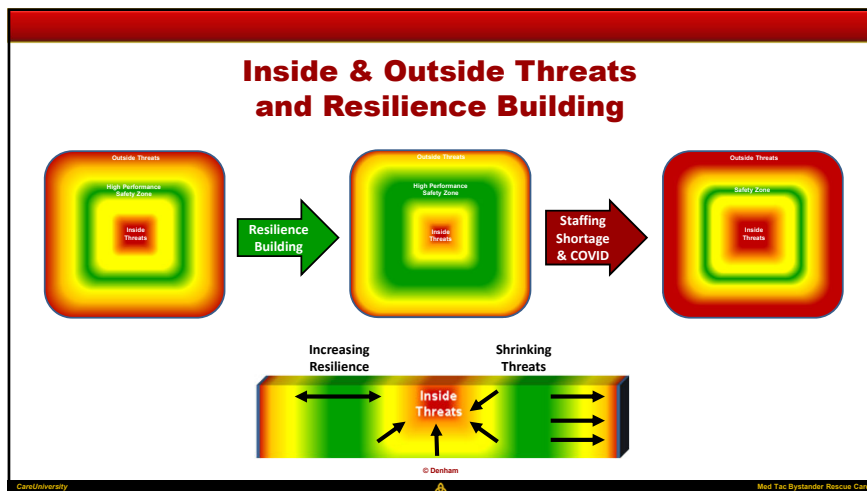 Inside & Outside Threats
and Resilience Building
Outside Threats
High Performance
Safety Zone
Inside
Threats
Resilience
Building
Outside Threats
High Performance
Safety Zone
Inside
Threats
Staffing
Shortage
& COVID
Outside Threats
Safety Zone
Inside
Threats
Increasing
Resilience
Shrinking
Threats
Inside
Threats
© Denham
CareUniversity
Med Tac Bystander Rescue Care